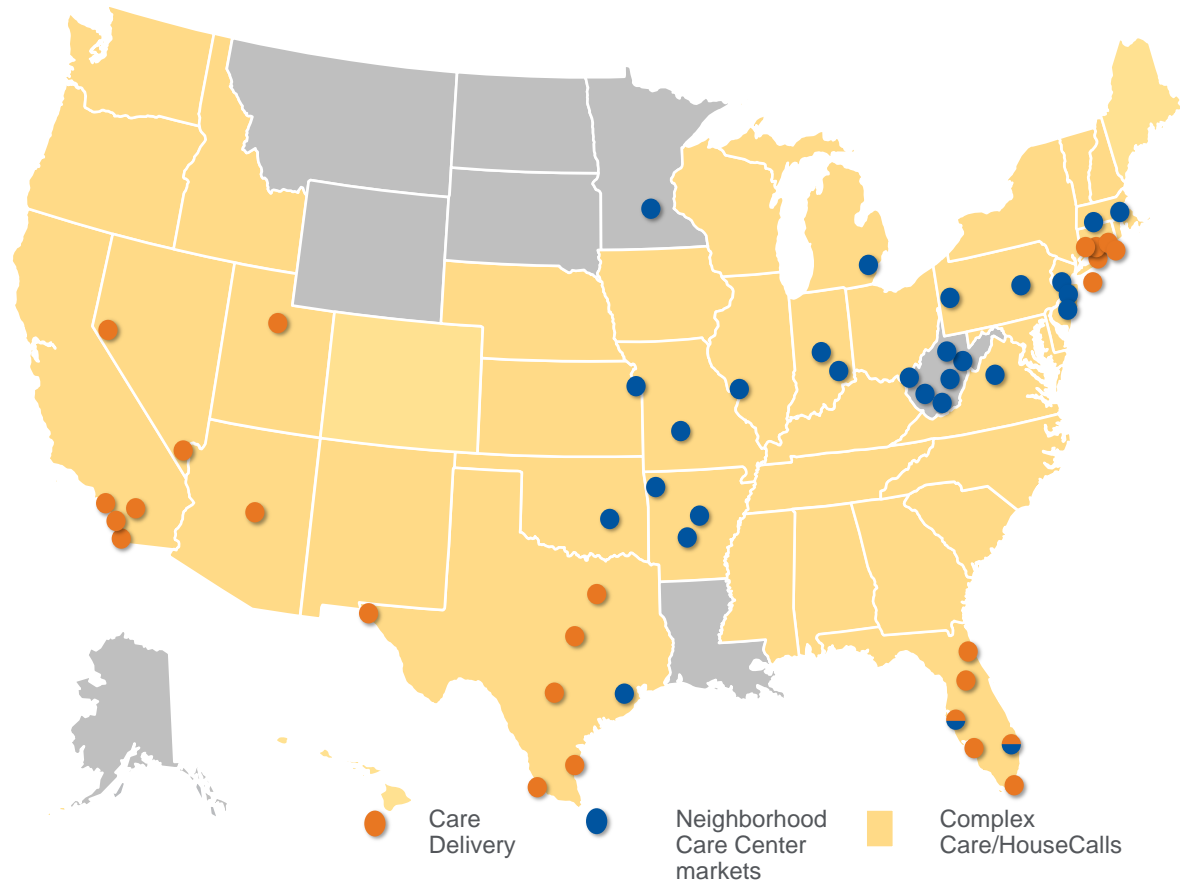 Care
Delivery
Neighborhood
Care Center
markets
Complex
Care/HouseCalls